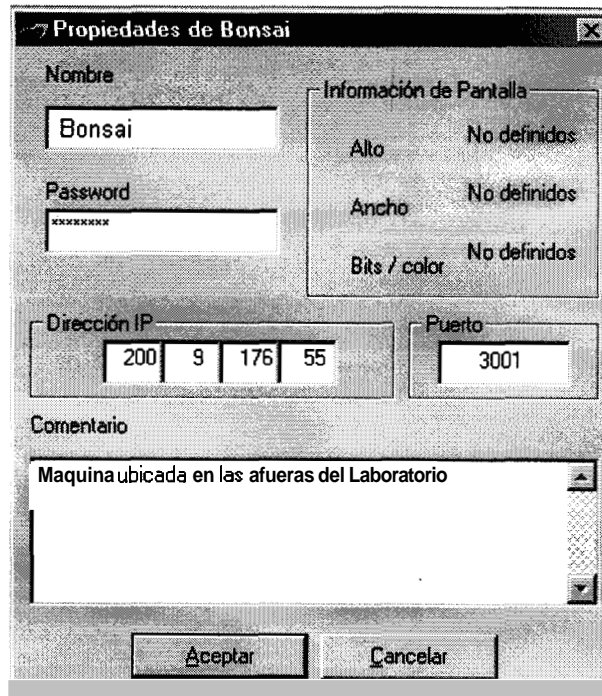 Propiedades de Bonsai
Nombre
Bonsai
Password
xxxxxxxx
Información de Pantalla
Alto No definidos
Ancho No definidos
Bits / color No definidos
Dirección IP
200 9 176 55
Puerto
3001
Comentario
Maquina ubicada en las afueras del Laboratorio
Aceptar Cancelar